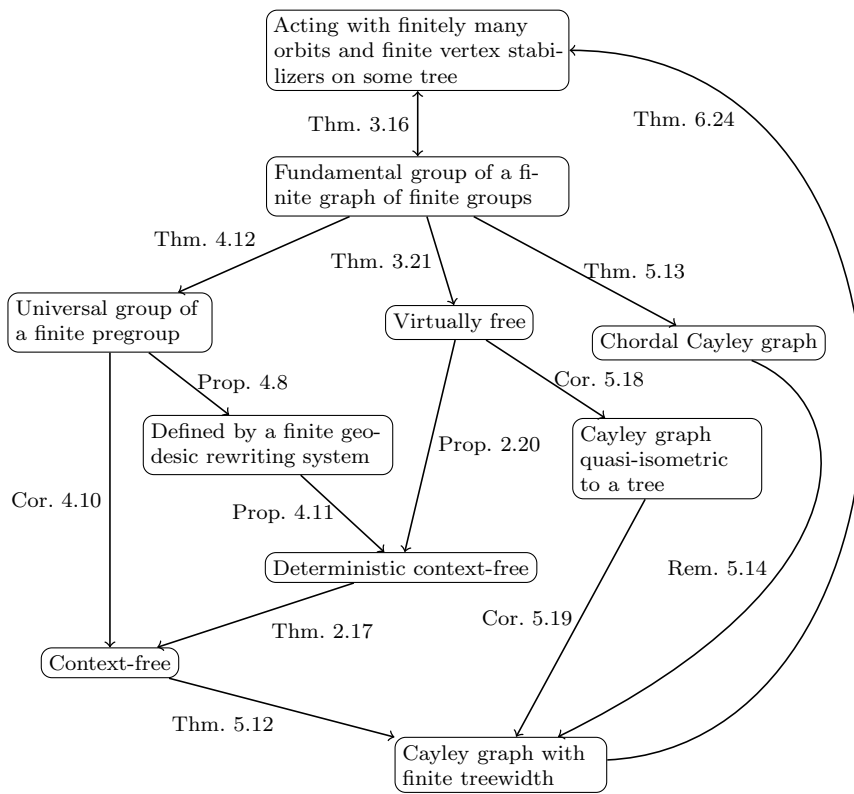 Acting with finitely many
orbits and finite vertex stabi-
lizers on some tree
Thm. 6.24
Thm. 3.16
Fundamental group of a fi-
nite graph of finite groups
Thm. 4.12
Thm. 3.21
Thm. 5.13
Universal group of
a finite pregroup
Virtually free
Chordal Cayley graph
Prop. 4.8
Cor. 5.18
Defined by a finite geo-
desic rewriting system
Prop. 2.20
Cayley graph
quasi-isometric
to a tree
Cor. 4.10
Prop. 4.11
Deterministic context-free
Rem. 5.14
Cor. 5.19
Thm. 2.17
Context-free
Thm. 5.12
Cayley graph with
finite treewidth